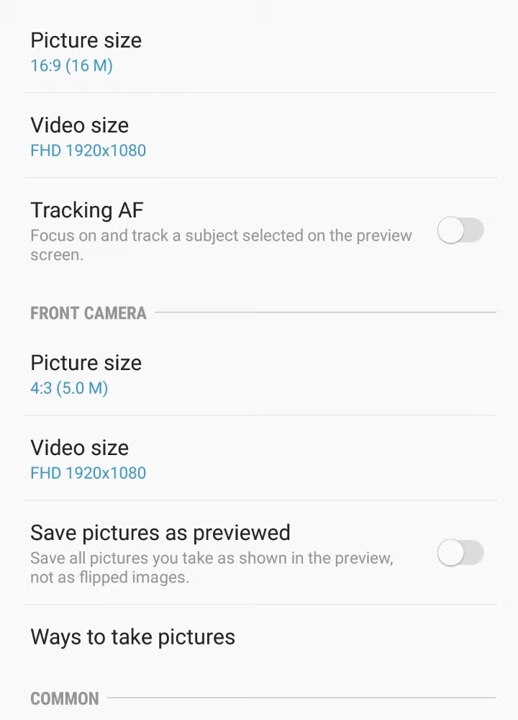 Picture size
16:9 (16 M)
Video size
FHD 1920x1080
Tracking AF
Focus on and track a subject selected on the preview
screen.
FRONT CAMERA
Picture size
4:3 (5.0 M)
Video size
FHD 1920x1080
Save pictures as previewed
Save all pictures you take as shown in the preview,
not as flipped images.
Ways to take pictures
COMMON